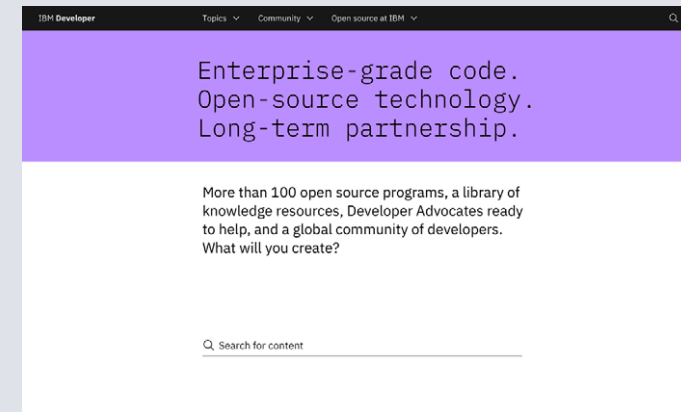 IBM Developer Topics Community Open source at IBM
Enterprise-grade code.
Open-source technology.
Long-term partnership.
More than 100 open source programs, a library of
knowledge resources, Developer Advocates ready
to help, and a global community of developers.
What will you create?
Search for content